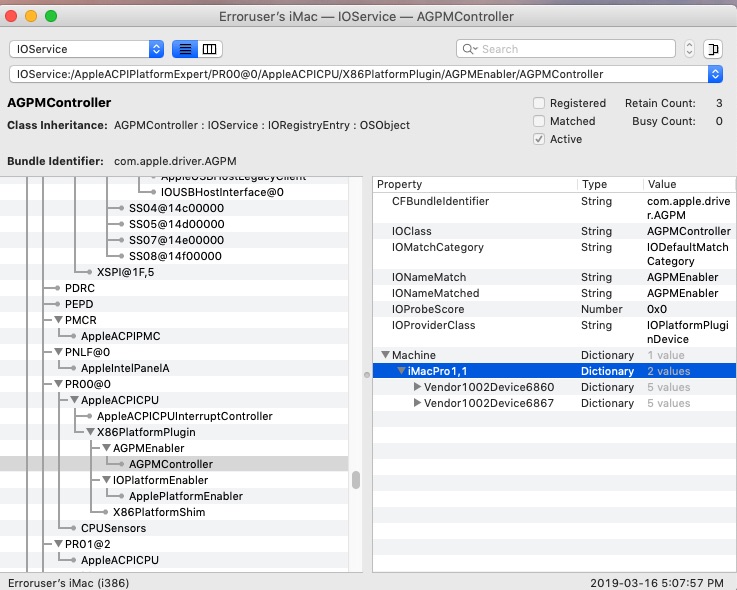 Erroruser's iMac — IOService — AGPMController
IOService
Search
IOService:/AppleACPIPlatformExpert/PR00@0/AppleACPICPU/X86PlatformPlugin/AGPMEnabler/AGPMController
AGPMController
Class Inheritance: AGPMController : IOService : IORegistryEntry : OSObject
Bundle Identifier: com.apple.driver.AGPM
Registered Retain Count: 3
Matched Busy Count: 0
Active
AppleUSBHostLegacyClient
IOUSBHostInterface@0
SS04@14c00000
SS05@14d00000
SS07@14e00000
SS08@14f00000
XSPI@1F,5
PDRC
PEPD
PMCR
AppleACPIPMC
PNLF@0
AppleIntelPanelA
PR00@0
AppleACPICPU
AppleACPICPUInterruptController
X86PlatformPlugin
AGPMEnabler
AGPMController
IOPlatformEnabler
ApplePlatformEnabler
X86PlatformShim
CPUSensors
PR01@2
AppleACPICPU
Property Type Value
CFBundleIdentifier String com.apple.drive
r.AGPM
IOClass String AGPMController
IOMatchCategory String IODefaultMatch
Category
IONameMatch String AGPMEnabler
IONameMatched String AGPMEnabler
IOProbeScore Number 0x0
IOProviderClass String IOPlatformPlugi
nDevice
Machine Dictionary 1 value
iMacPro1,1 Dictionary 2 values
Vendor1002Device6860 Dictionary 5 values
Vendor1002Device6867 Dictionary 5 values
Erroruser's iMac (i386)
2019-03-16 5:07:57 PM